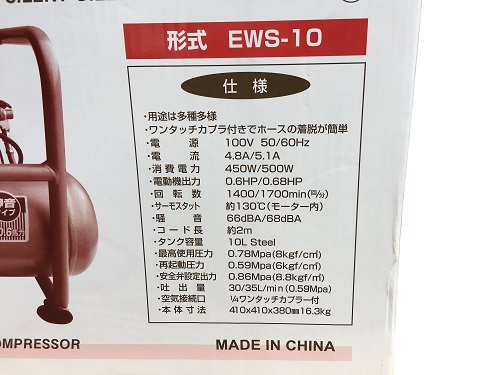 形式 EWS-10
仕様
・用途は多種多様
・ワンタッチカプラ付きでホースの着脱が簡単
・電源 100V 50/60Hz
・電流 4.8A/5.1A
・消費電力 450W/500W
・電動機出力 0.6HP/0.68HP
・回転数 1400/1700min(回/分)
・サーモスタット 約130℃(モーター内)
・騒音 66dBA/68dBA
・コード長 約2m
・タンク容量 10L Steel
・最高使用圧力 0.78Mpa(8kgf/c㎡)
・再起動圧力 0.59Mpa(6kgf/c㎡)
・安全弁設定出力 0.86Mpa(8.8kgf/㎡)
・吐出量 30/35L/min (0.59Mpa)
・空気接続口 ¼ワンタッチカプラー付
・本体寸法 410x410x380㎜16.3kg
OMPRESSOR
MADE IN CHINA